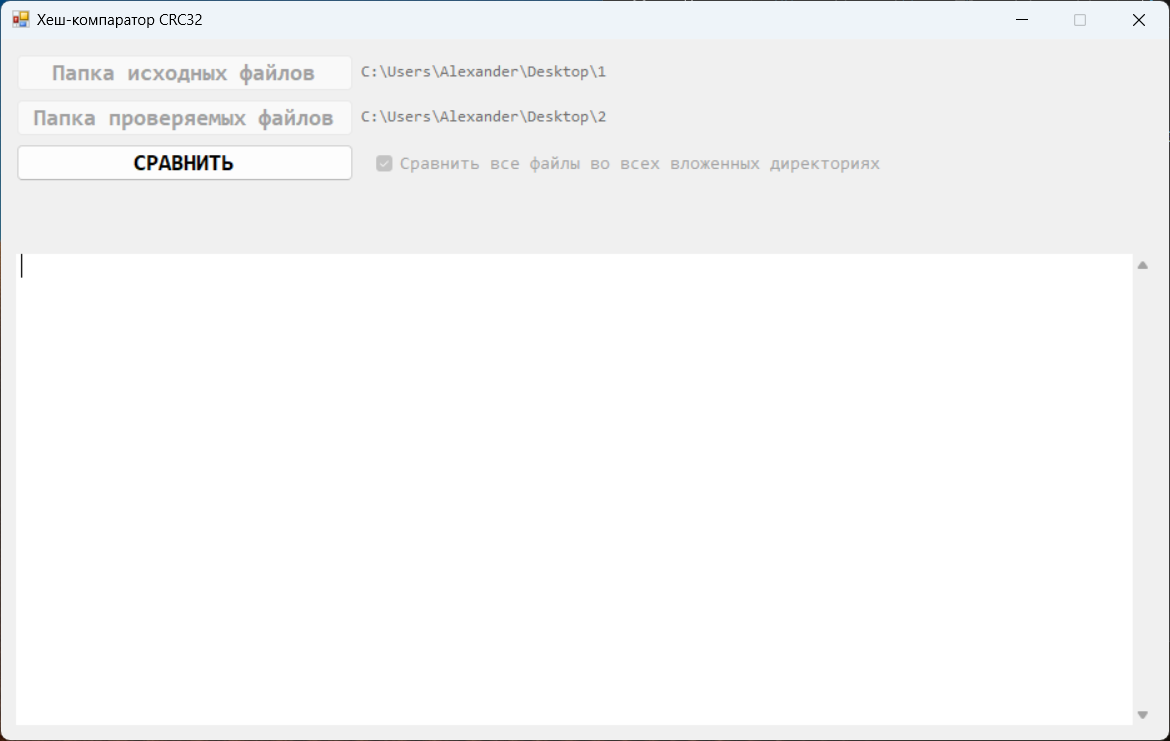 Хеш-компаратор CRC32
Папка исходных файлов C:\Users\Alexander\Desktop\1
Папка проверяемых файлов C:\Users\Alexander\Desktop\2
СРАВНИТЬ Сравнить все файлы во всех вложенных директориях